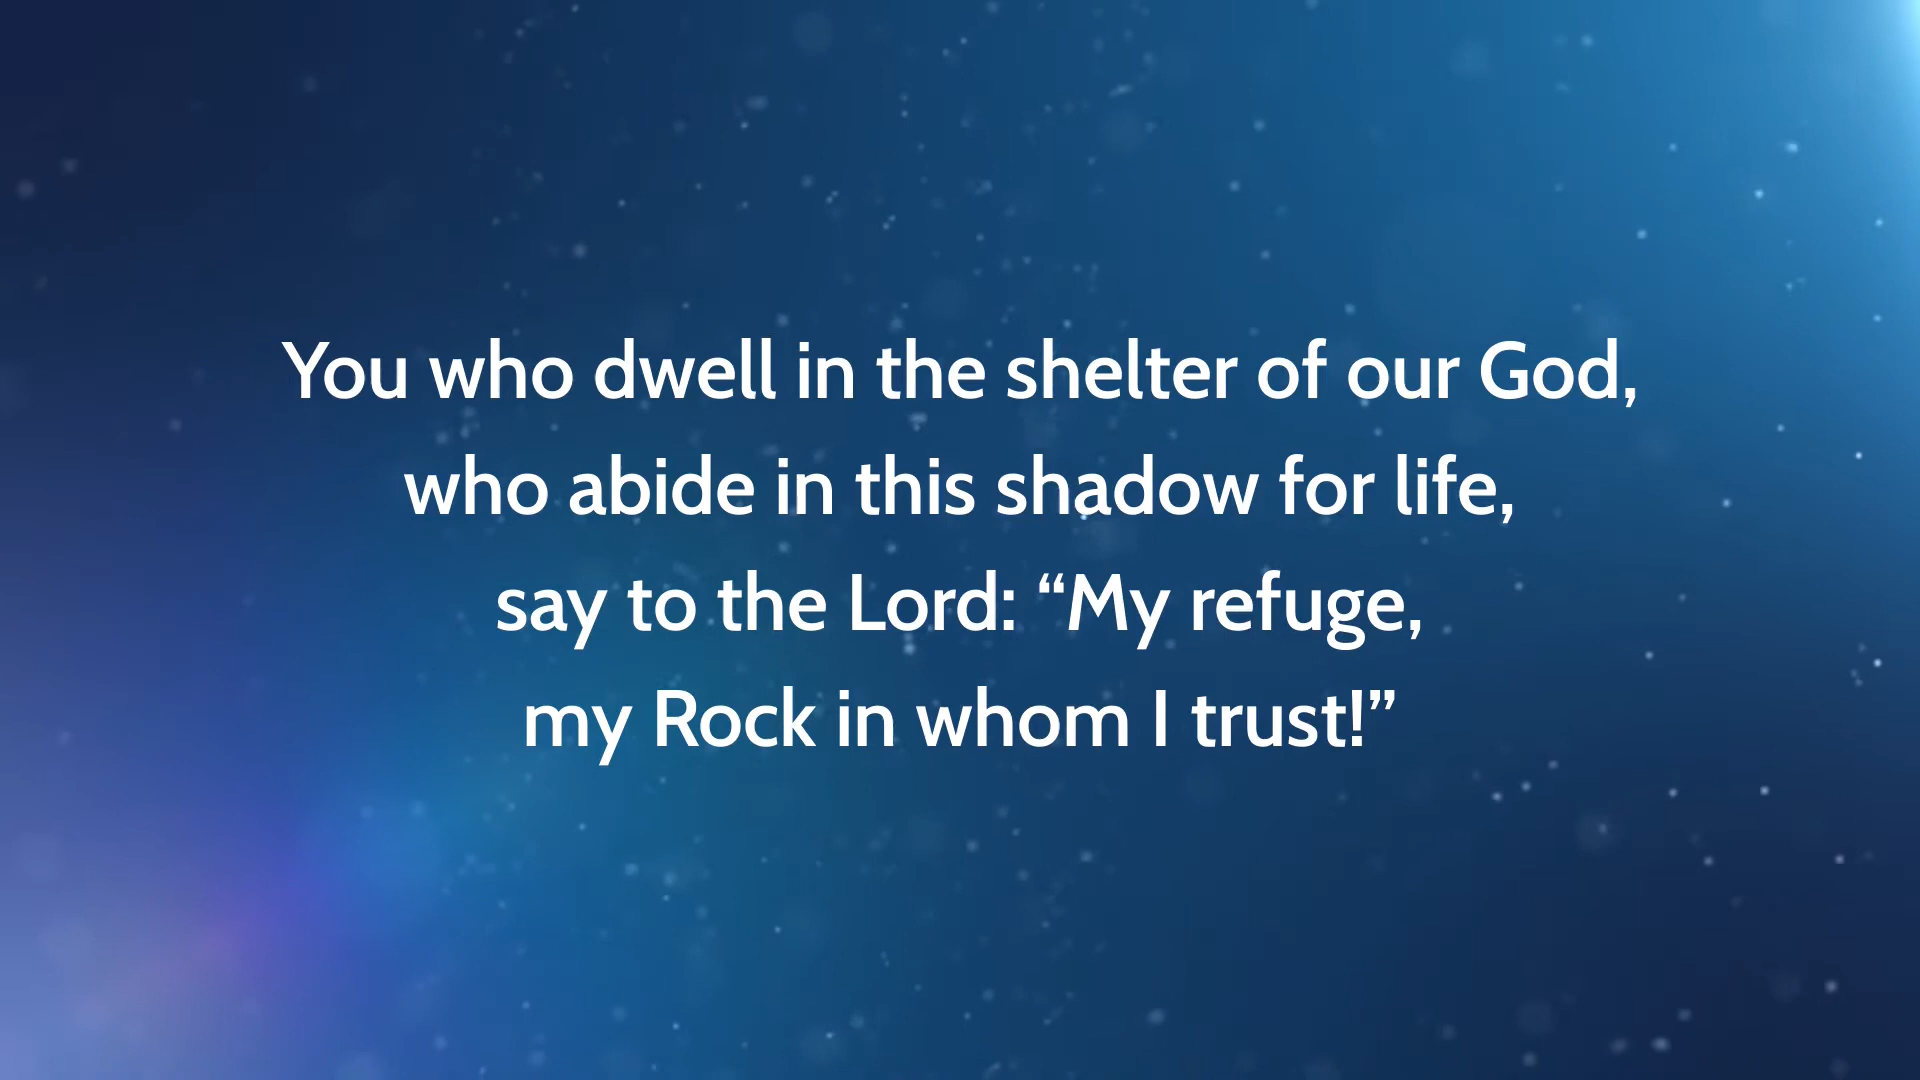 You who dwell in the shelter of our God,
who abide in this shadow for life,
say to the Lord: “My refuge,
my Rock in whom I trust!”